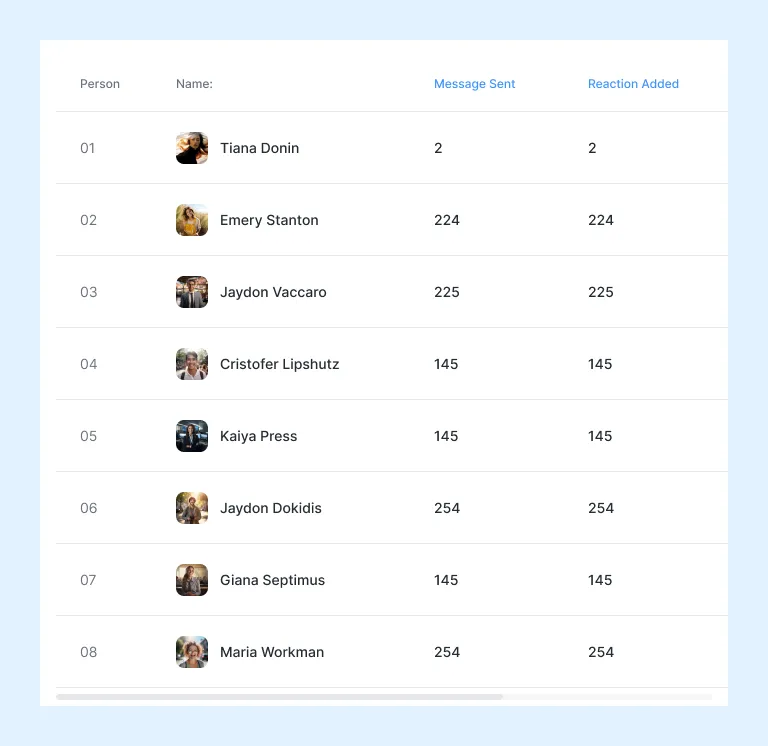 Person Name: Message Sent Reaction Added
01 Tiana Donin 2 2
02 Emery Stanton 224 224
03 Jaydon Vaccaro 225 225
04 Cristofer Lipshutz 145 145
05 Kaiya Press 145 145
06 Jaydon Dokidis 254 254
07 Giana Septimus 145 145
08 Maria Workman 254 254